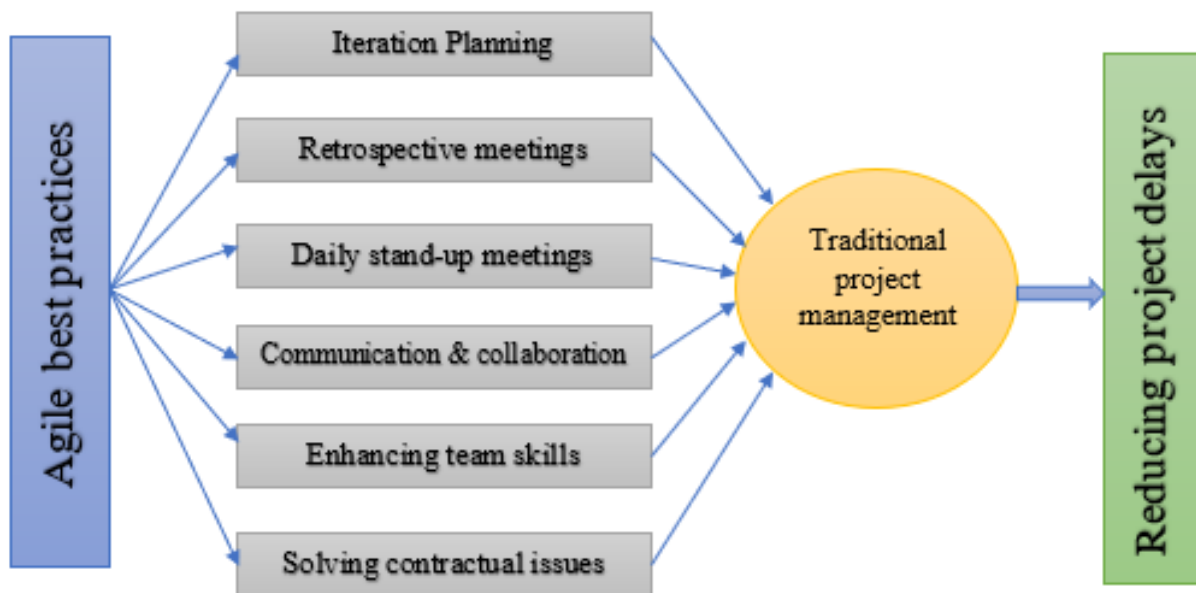 Agile best practices
Iteration Planning
Retrospective meetings
Daily stand-up meetings
Communication & collaboration
Enhancing team skills
Solving contractual issues
Traditional
project
management
Reducing project delays